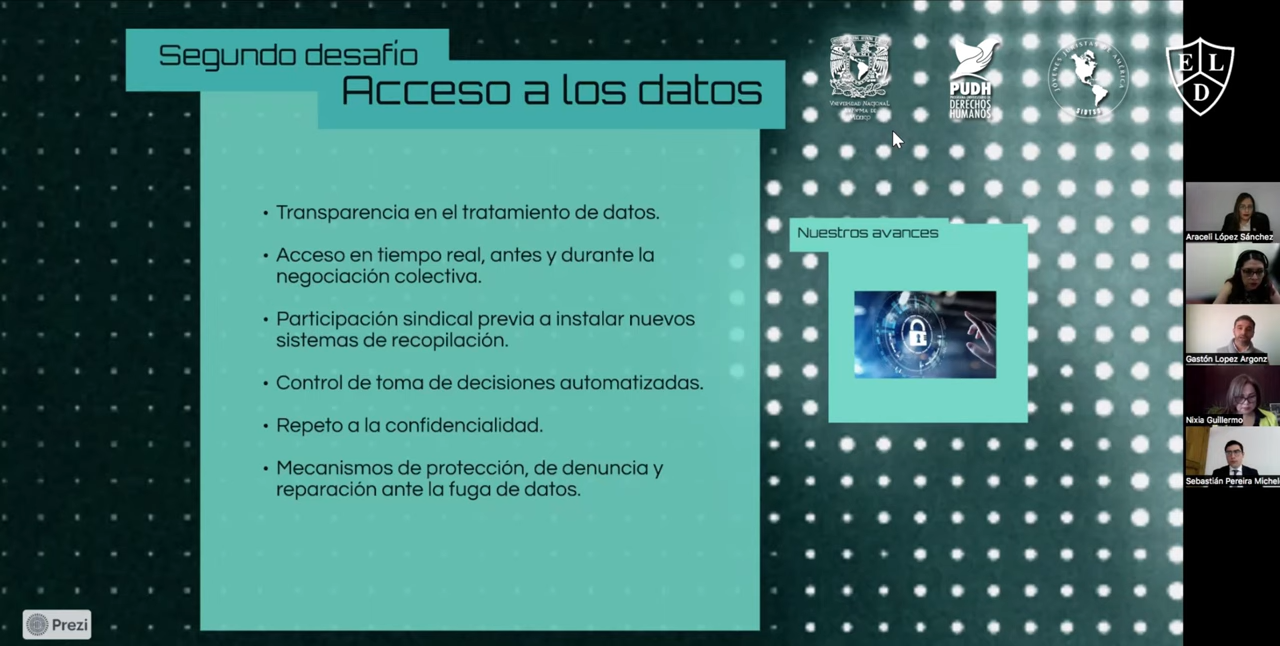 Segundo desafío
Acceso a los datos
• Transparencia en el tratamiento de datos.
• Acceso en tiempo real, antes y durante la
negociación colectiva.
• Participación sindical previa a instalar nuevos
sistemas de recopilación.
• Control de toma de decisiones automatizadas.
• Repeto a la confidencialidad.
• Mecanismos de protección, de denuncia y
reparación ante la fuga de datos.
Nuestros avances
PUDH
DERECHOS
HUMANOS
E L
D
Araceli López Sánchez
Gastón Lopez Argonz
Nixia Guillermo
Sebastián Pereira Michel
Prezi